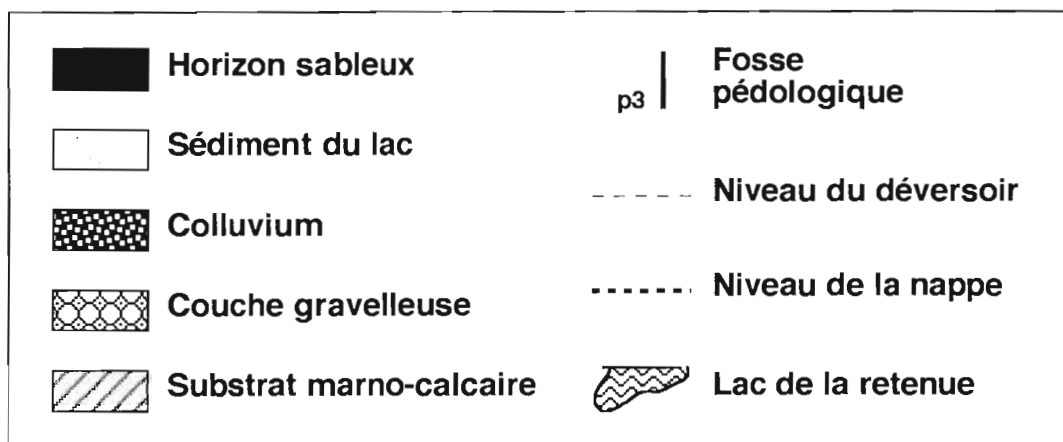 Horizon sableux
Sédiment du lac
Colluvium
Couche gravelleuse
Substrat marno-calcaire
p3
Fosse
pédologique
Niveau du déversoir
Niveau de la nappe
Lac de la retenue